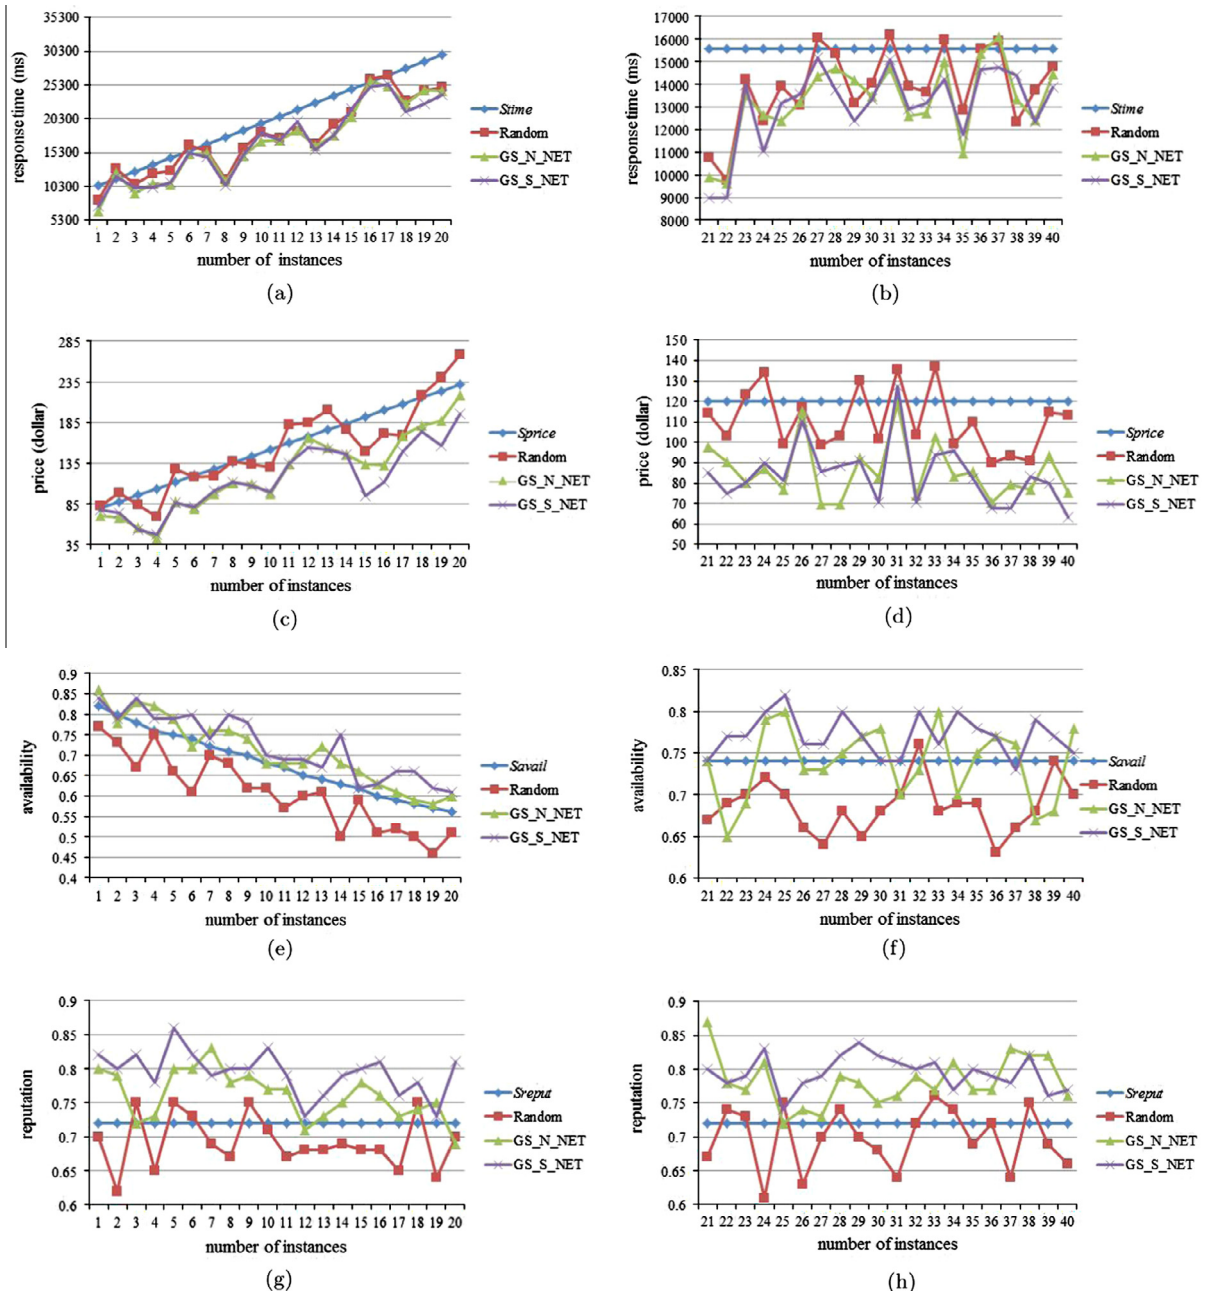 35300
30300
25300
20300
15300
10300
5300
response time (ms)
1 2 3 4 5 6 7 8 9 10 11 12 13 14 15 16 17 18 19 20
number of instances
Stime
Random
GS_N_NET
GS_S_NET
(a)
17000
16000
15000
14000
13000
12000
11000
10000
9000
8000
response time (ms)
21 22 23 24 25 26 27 28 29 30 31 32 33 34 35 36 37 38 39 40
number of instances
Stime
Random
GS_N_NET
GS_S_NET
(b)
285
235
185
135
85
35
price (dollar)
1 2 3 4 5 6 7 8 9 10 11 12 13 14 15 16 17 18 19 20
number of instances
Sprice
Random
GS_N_NET
GS_S_NET
(c)
150
140
130
120
110
100
90
80
70
60
50
price (dollar)
21 22 23 24 25 26 27 28 29 30 31 32 33 34 35 36 37 38 39 40
number of instances
Sprice
Random
GS_N_NET
GS_S_NET
(d)
0.9
0.85
0.8
0.75
0.7
0.65
0.6
0.55
0.5
0.45
0.4
availability
1 2 3 4 5 6 7 8 9 10 11 12 13 14 15 16 17 18 19 20
number of instances
Savail
Random
GS_N_NET
GS_S_NET
(e)
0.85
0.8
0.75
0.7
0.65
0.6
availability
21 22 23 24 25 26 27 28 29 30 31 32 33 34 35 36 37 38 39 40
number of instances
Savail
Random
GS_N_NET
GS_S_NET
(f)
0.9
0.85
0.8
0.75
0.7
0.65
0.6
reputation
1 2 3 4 5 6 7 8 9 10 11 12 13 14 15 16 17 18 19 20
number of instances
Sreput
Random
GS_N_NET
GS_S_NET
(g)
0.9
0.85
0.8
0.75
0.7
0.65
0.6
reputation
21 22 23 24 25 26 27 28 29 30 31 32 33 34 35 36 37 38 39 40
number of instances
Sreput
Random
GS_N_NET
GS_S_NET
(h)